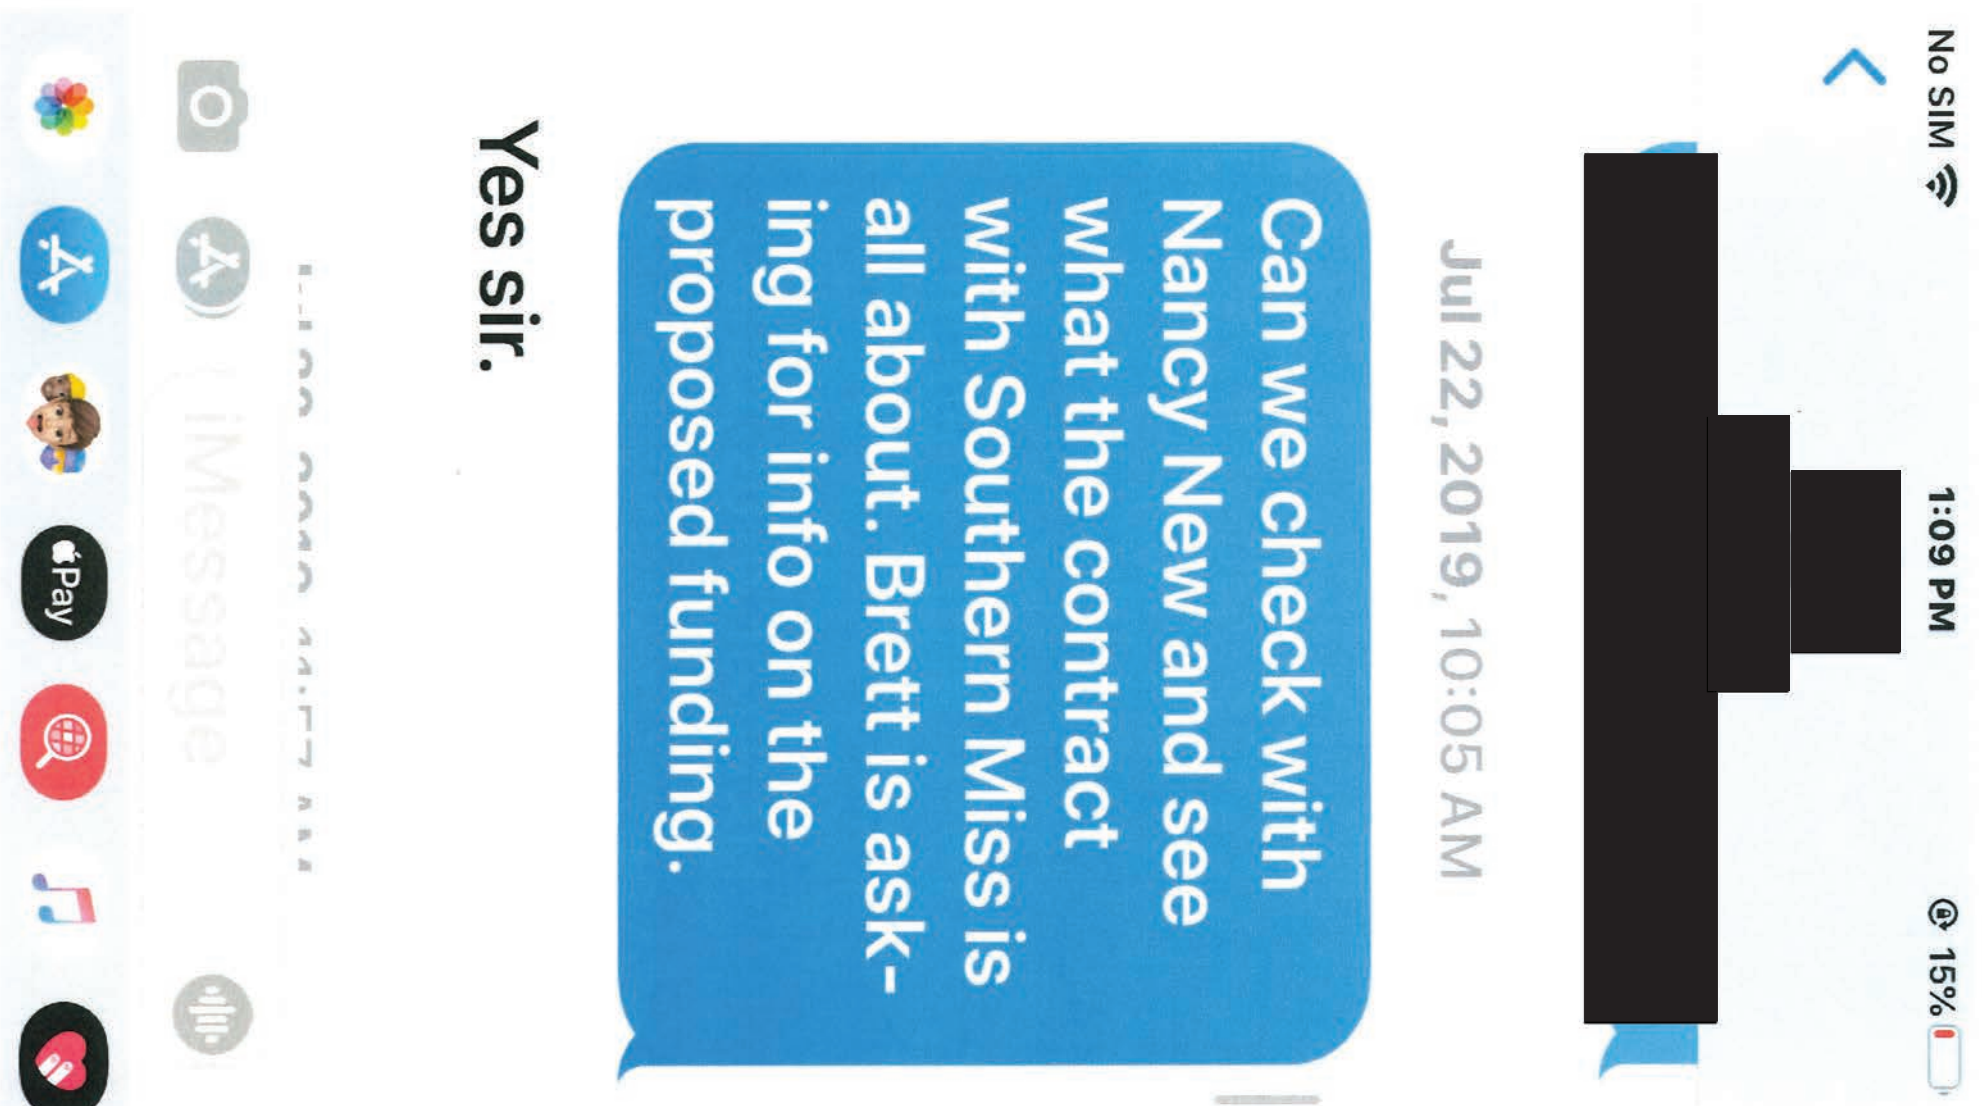 No SIM 1:09 PM 15%
Jul 22, 2019, 10:05 AM
Can we check with
Nancy New and see
what the contract
with Southern Miss is
all about. Brett is ask-
ing for info on the
proposed funding.
Yes sir.
iMessage
Pay